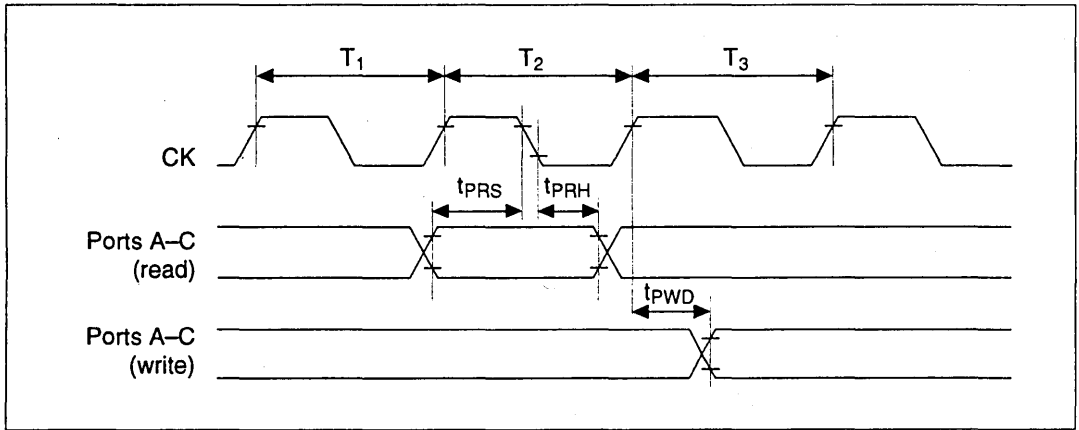 T1 T2 T3
CK
tPRS tPRH
Ports A–C
(read)
tPWD
Ports A–C
(write)